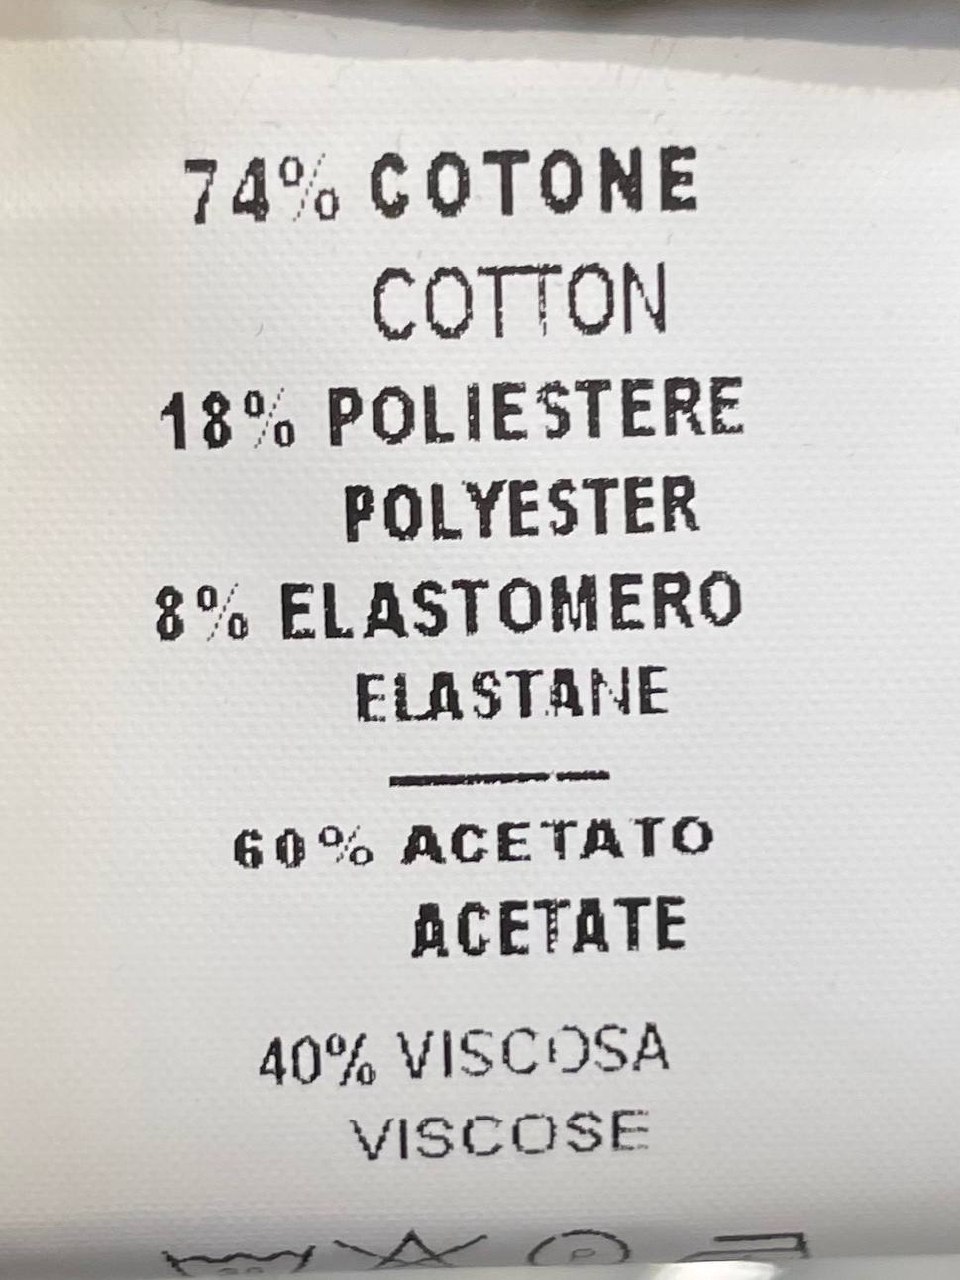 74% COTONE
COTTON
18% POLIESTERE
POLYESTER
8% ELASTOMERO
ELASTANE
60% ACETATO
ACETATE
40% VISCOSA
VISCOSE